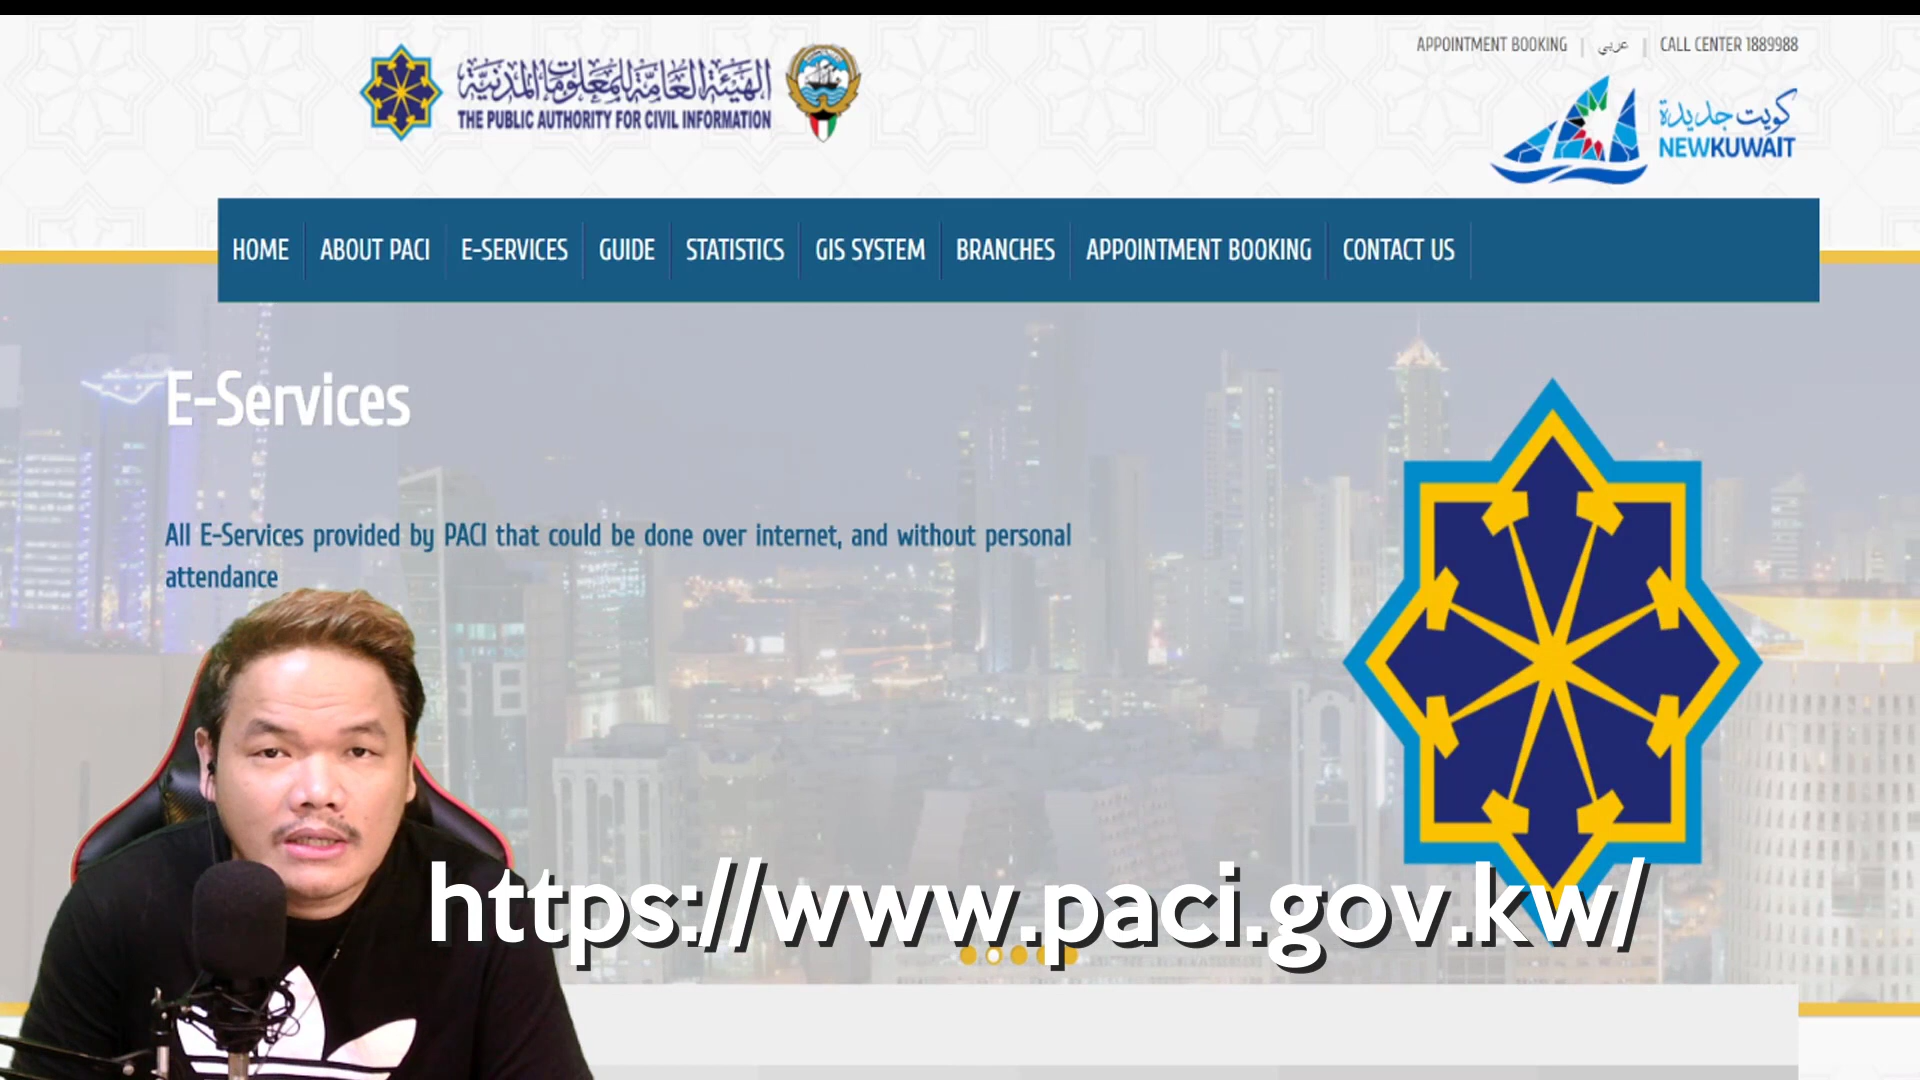 APPOINTMENT BOOKING | عربي | CALL CENTER 1889988
الهيئة العامة للمعلومات المدنية
THE PUBLIC AUTHORITY FOR CIVIL INFORMATION
كويت جديدة
NEWKUWAIT
HOME ABOUT PACI E-SERVICES GUIDE STATISTICS GIS SYSTEM BRANCHES APPOINTMENT BOOKING CONTACT US
E-Services
All E-Services provided by PACI that could be done over internet, and without personal
attendance
https://www.paci.gov.kw/